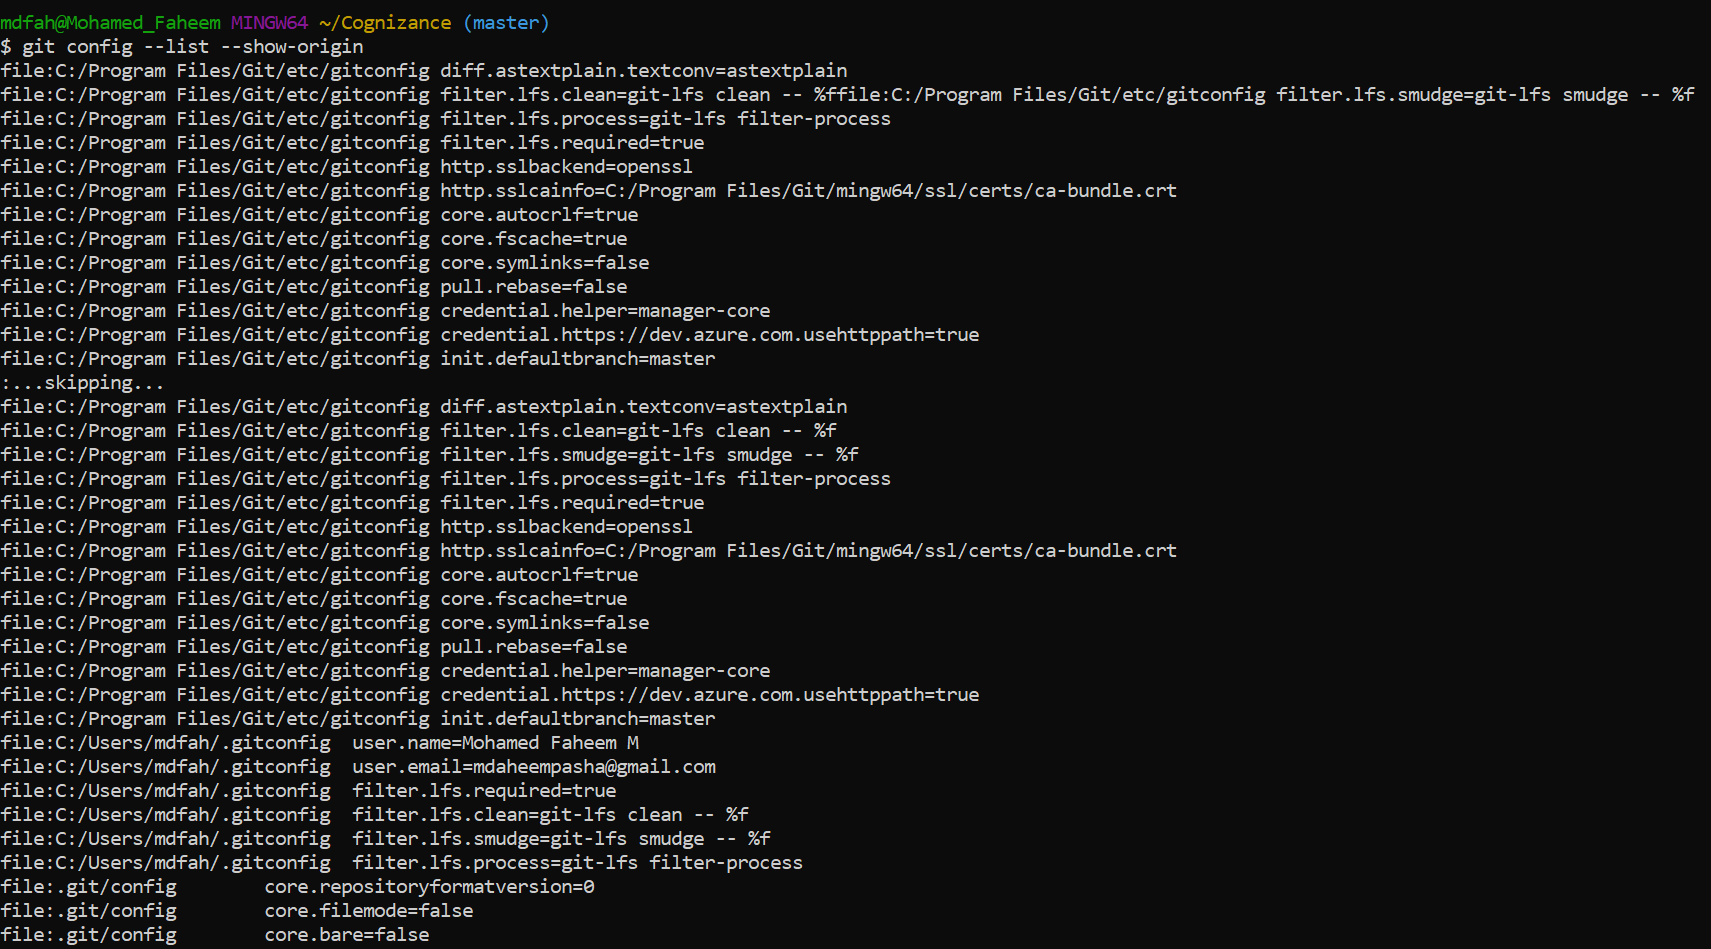 mdfah@Mohamed_Faheem MINGW64 ~/Cognizance (master)
$ git config --list --show-origin
file:C:/Program Files/Git/etc/gitconfig diff.astextplain.textconv=astextplain
file:C:/Program Files/Git/etc/gitconfig filter.lfs.clean=git-lfs clean -- %ffile:C:/Program Files/Git/etc/gitconfig filter.lfs.smudge=git-lfs smudge -- %f
file:C:/Program Files/Git/etc/gitconfig filter.lfs.process=git-lfs filter-process
file:C:/Program Files/Git/etc/gitconfig filter.lfs.required=true
file:C:/Program Files/Git/etc/gitconfig http.sslbackend=openssl
file:C:/Program Files/Git/etc/gitconfig http.sslcainfo=C:/Program Files/Git/mingw64/ssl/certs/ca-bundle.crt
file:C:/Program Files/Git/etc/gitconfig core.autocrlf=true
file:C:/Program Files/Git/etc/gitconfig core.fscache=true
file:C:/Program Files/Git/etc/gitconfig core.symlinks=false
file:C:/Program Files/Git/etc/gitconfig pull.rebase=false
file:C:/Program Files/Git/etc/gitconfig credential.helper=manager-core
file:C:/Program Files/Git/etc/gitconfig credential.https://dev.azure.com.usehttppath=true
file:C:/Program Files/Git/etc/gitconfig init.defaultbranch=master
:...skipping...
file:C:/Program Files/Git/etc/gitconfig diff.astextplain.textconv=astextplain
file:C:/Program Files/Git/etc/gitconfig filter.lfs.clean=git-lfs clean -- %f
file:C:/Program Files/Git/etc/gitconfig filter.lfs.smudge=git-lfs smudge -- %f
file:C:/Program Files/Git/etc/gitconfig filter.lfs.process=git-lfs filter-process
file:C:/Program Files/Git/etc/gitconfig filter.lfs.required=true
file:C:/Program Files/Git/etc/gitconfig http.sslbackend=openssl
file:C:/Program Files/Git/etc/gitconfig http.sslcainfo=C:/Program Files/Git/mingw64/ssl/certs/ca-bundle.crt
file:C:/Program Files/Git/etc/gitconfig core.autocrlf=true
file:C:/Program Files/Git/etc/gitconfig core.fscache=true
file:C:/Program Files/Git/etc/gitconfig core.symlinks=false
file:C:/Program Files/Git/etc/gitconfig pull.rebase=false
file:C:/Program Files/Git/etc/gitconfig credential.helper=manager-core
file:C:/Program Files/Git/etc/gitconfig credential.https://dev.azure.com.usehttppath=true
file:C:/Program Files/Git/etc/gitconfig init.defaultbranch=master
file:C:/Users/mdfah/.gitconfig  user.name=Mohamed Faheem M
file:C:/Users/mdfah/.gitconfig  user.email=mdaheempasha@gmail.com
file:C:/Users/mdfah/.gitconfig  filter.lfs.required=true
file:C:/Users/mdfah/.gitconfig  filter.lfs.clean=git-lfs clean -- %f
file:C:/Users/mdfah/.gitconfig  filter.lfs.smudge=git-lfs smudge -- %f
file:C:/Users/mdfah/.gitconfig  filter.lfs.process=git-lfs filter-process
file:.git/config        core.repositoryformatversion=0
file:.git/config        core.filemode=false
file:.git/config        core.bare=false